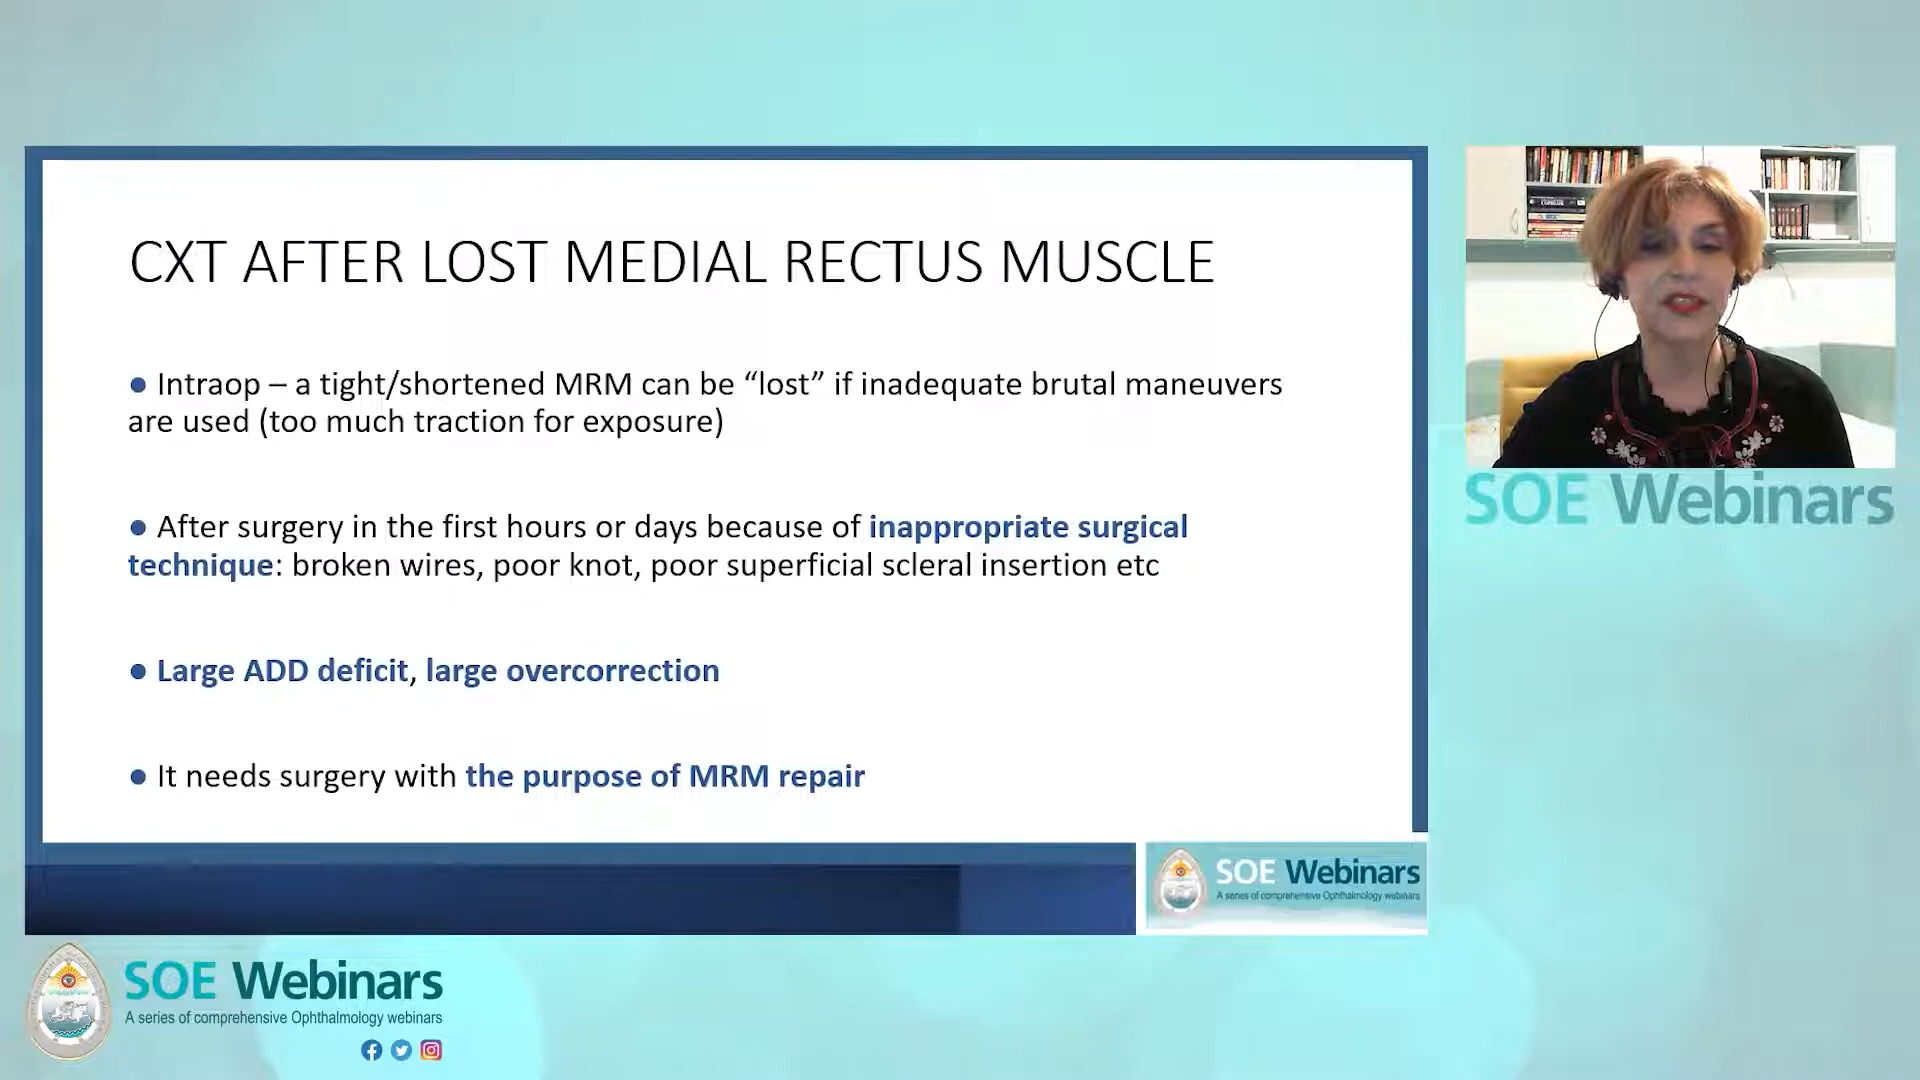 CXT AFTER LOST MEDIAL RECTUS MUSCLE
● Intraop – a tight/shortened MRM can be “lost” if inadequate brutal maneuvers
are used (too much traction for exposure)
● After surgery in the first hours or days because of inappropriate surgical
technique: broken wires, poor knot, poor superficial scleral insertion etc
● Large ADD deficit, large overcorrection
● It needs surgery with the purpose of MRM repair
SOE Webinars
A series of comprehensive Ophthalmology webinars
SOE Webinars
SOE Webinars
A series of comprehensive Ophthalmology webinars